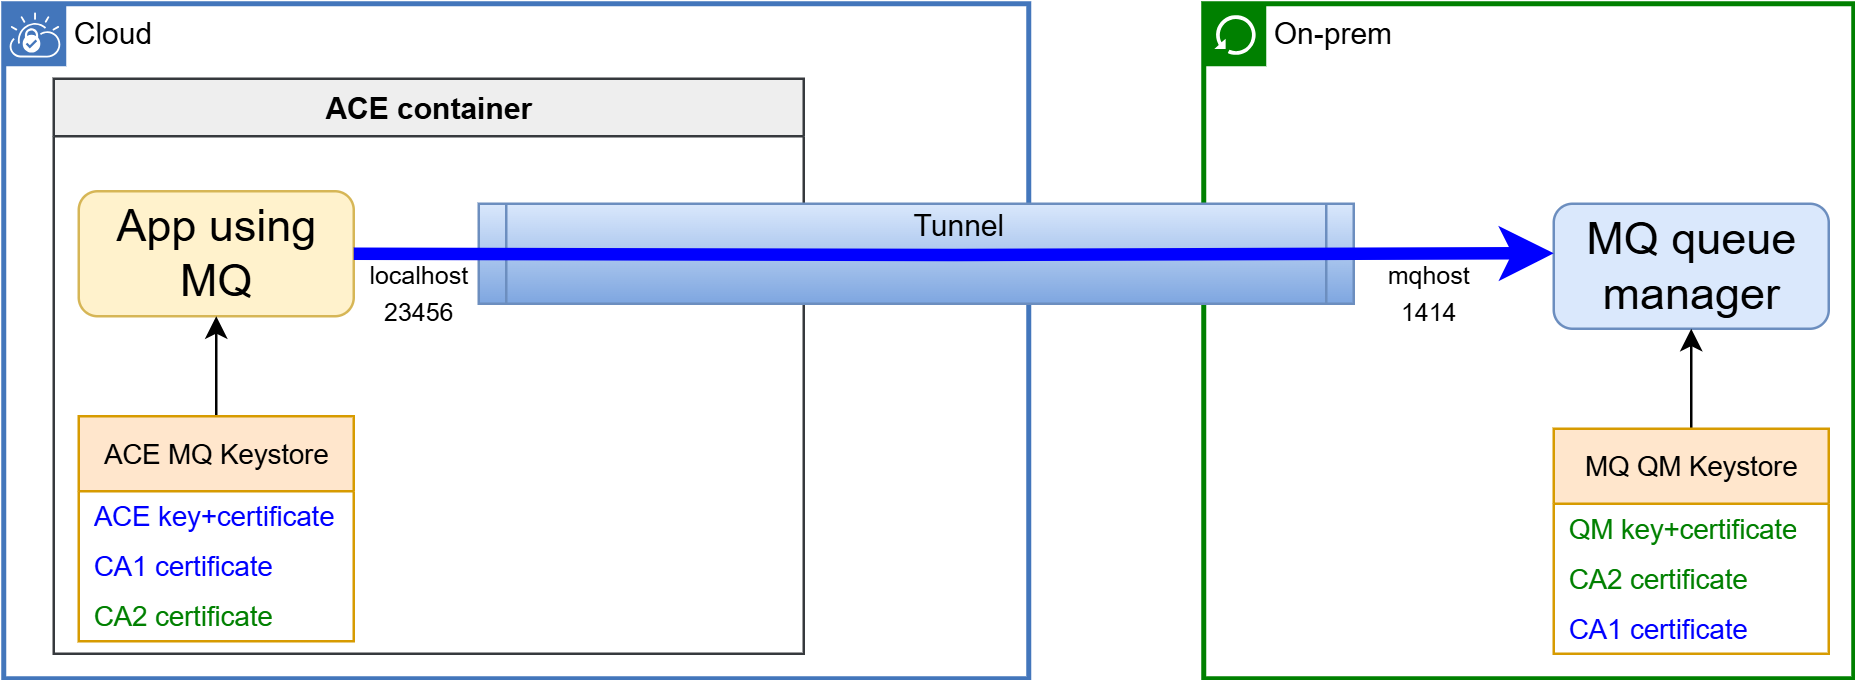 Cloud
On-prem
ACE container
App using
MQ
localhost
23456
Tunnel
mqhost
1414
MQ queue
manager
ACE MQ Keystore
ACE key+certificate
CA1 certificate
CA2 certificate
MQ QM Keystore
QM key+certificate
CA2 certificate
CA1 certificate